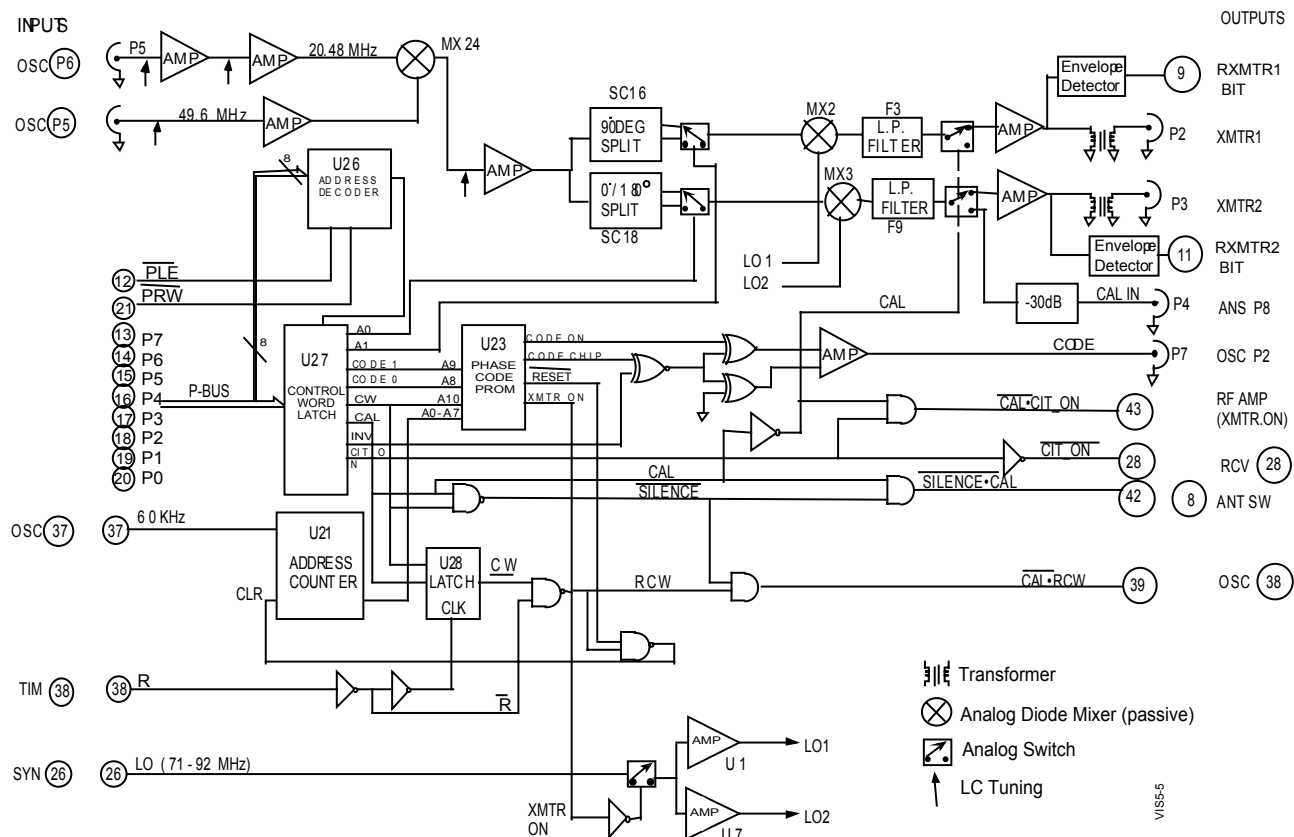 INPUTS
OUTPUTS
OSC P6
P5
AMP
AMP
20.48 MHz
MX 24
OSC P5
49.6 MHz
AMP
AMP
SC16
90DEG
SPLIT
0°/180°
SPLIT
SC18
MX2
F3
L.P.
FILTER
AMP
Envelope
Detector
9
RXMTR1
BIT
P2
XMTR1
MX3
L.P.
FILTER
F9
AMP
P3
XMTR2
Envelope
Detector
11
RXMTR2
BIT
LO 1
LO2
CAL
-30dB
CAL IN
P4
ANS P8
8
U26
ADDRESS
DECODER
12
PLE
21
PRW
13
P7
14
P6
15
P5
16
P4
17
P3
18
P2
19
P1
20
P0
P-BUS
8
U27
CONTROL
WORD
LATCH
A0
A1
CODE 1
CODE 0
CW
CAL
INV
CIT O
N
A9
A8
A10
A0-A7
U23
PHASE
CODE
PROM
CODE ON
CODE CHIP
RESET
XMTR ON
AMP
CODE
P7
OSC P2
CAL•CIT_ON
43
RF AMP
(XMTR.ON)
CIT_ON
28
RCV 28
CAL
SILENCE
SILENCE•CAL
42
8
ANT SW
OSC 37
37
60KHz
U21
ADDRESS
COUNTER
CLR
U28
LATCH
CLK
CW
RCW
CAL•RCW
39
OSC 38
TIM 38
38
R
R
SYN 26
26
LO (71-92 MHz)
XMTR
ON
AMP
U 1
LO1
AMP
U 7
LO2
Transformer
Analog Diode Mixer (passive)
Analog Switch
LC Tuning
VIS5-5